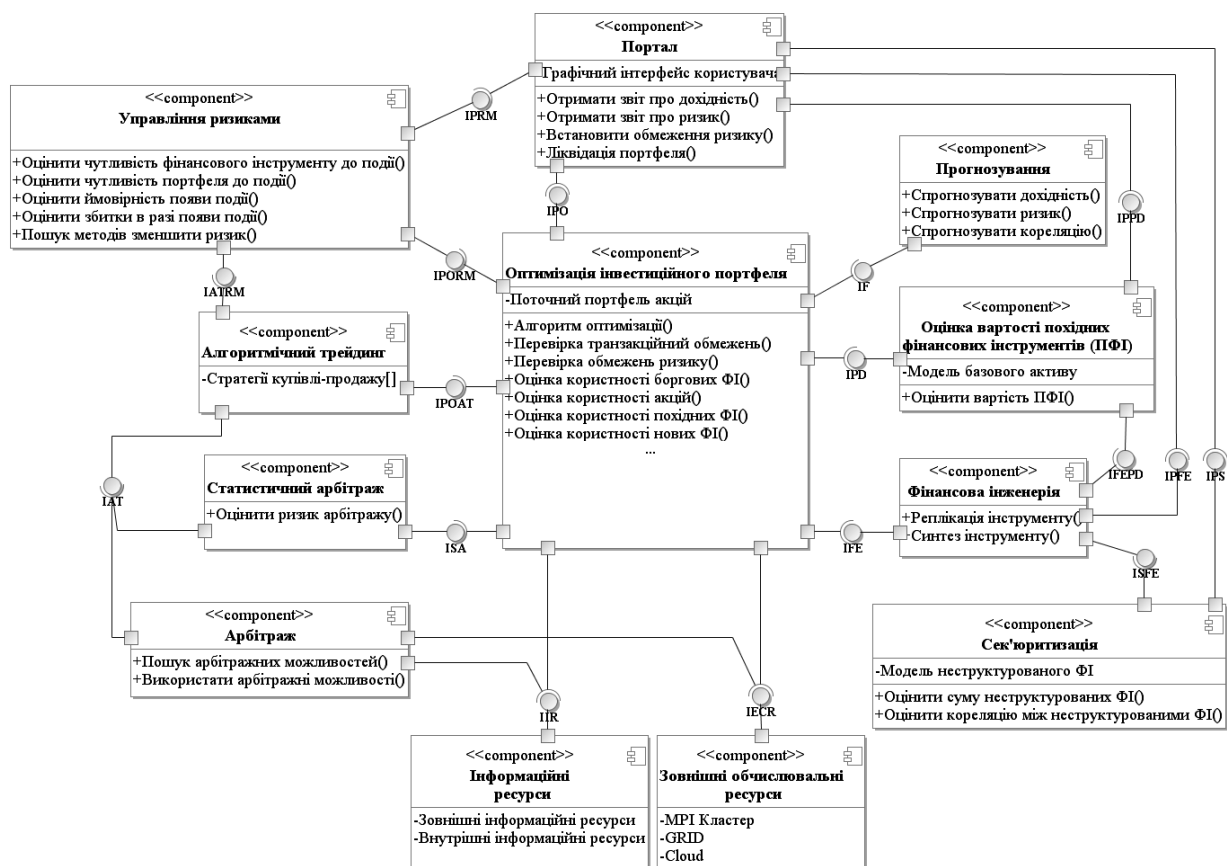 <<component>>
Портал
Графічний інтерфейс користувача
+Отримати звіт про дохідність()
+Отримати звіт про ризик()
+Встановити обмеження ризику()
+Ліквідація портфеля()
<<component>>
Управління ризиками
+Оцінити чутливість фінансового інструменту до події()
+Оцінити чутливість портфеля до події()
+Оцінити ймовірність появи події()
+Оцінити збитки в разі появи події()
+Пошук методів зменшити ризик()
IPRM
IPO
IPORM
IATRM
<<component>>
Прогнозування
+Спрогнозувати дохідність()
+Спрогнозувати ризик()
+Спрогнозувати кореляцію()
IPPD
IF
<<component>>
Оптимізація інвестиційного портфеля
-Поточний портфель акцій
+Алгоритм оптимізації()
+Перевірка транзакційний обмежень()
+Перевірка обмежень ризику()
+Оцінка користності боргових ФІ()
+Оцінка користності акцій()
+Оцінка користності похідних ФІ()
+Оцінка користності нових ФІ()
...
<<component>>
Алгоритмічний трейдинг
-Стратегії купівлі-продажу[]
IPOAT
<<component>>
Оцінка вартості похідних
фінансових інструментів (ПФІ)
-Модель базового активу
+Оцінити вартість ПФІ()
IPD
IFEPD
IPFE
IPS
<<component>>
Статистичний арбітраж
+Оцінити ризик арбітражу()
IAT
ISA
<<component>>
Фінансова інженерія
+Реплікація інструменту()
-Синтез інструменту()
IFE
ISFE
<<component>>
Арбітраж
+Пошук арбітражних можливостей()
+Використати арбітражні можливості()
IIR
IECR
<<component>>
Сек'юритизація
-Модель неструктурованого ФІ
+Оцінити суму неструктурованих ФІ()
+Оцінити кореляцію між неструктурованими ФІ()
<<component>>
Інформаційні
ресурси
-Зовнішні інформаційні ресурси
-Внутрішні інформаційні ресурси
<<component>>
Зовнішні обчислювальні
ресурси
-MPI Кластер
-GRID
-Cloud